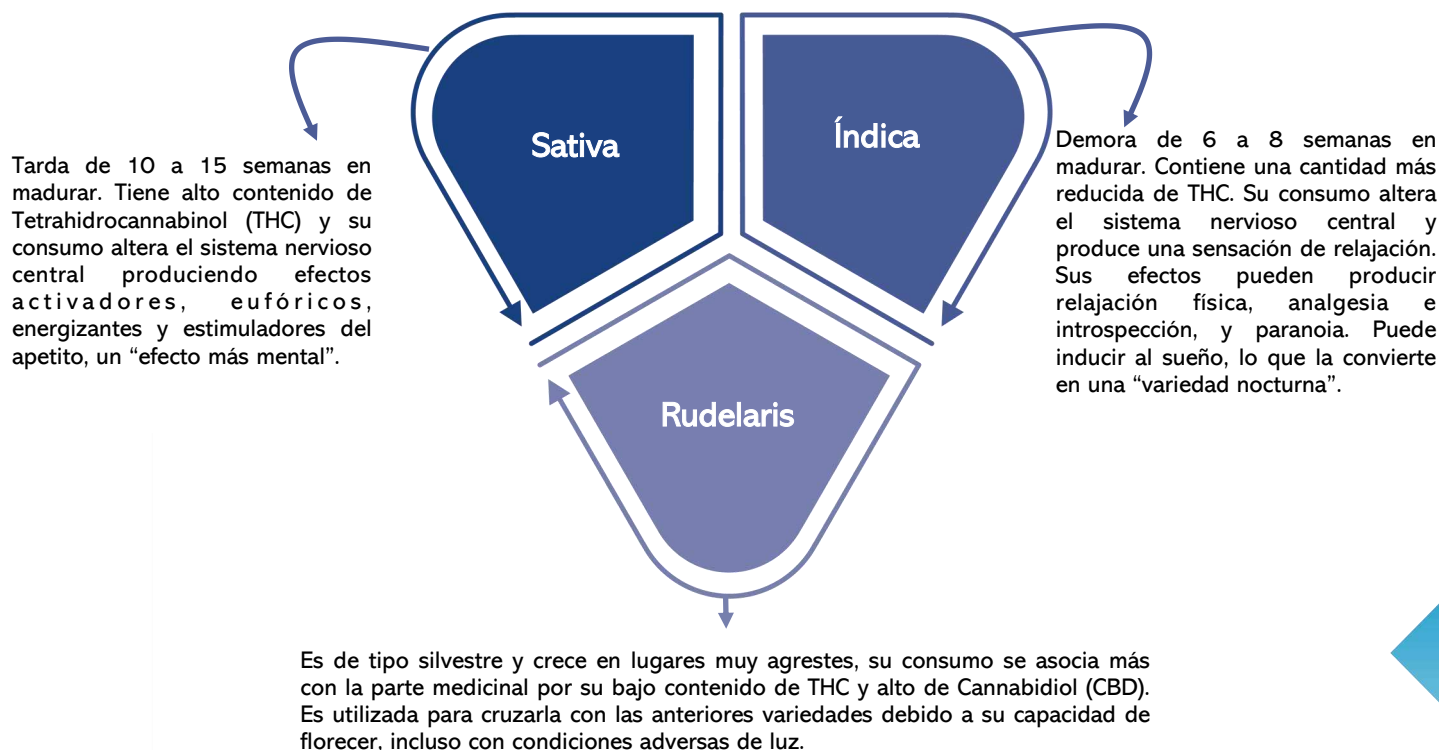 Sativa
Índica
Tarda de 10 a 15 semanas en
madurar. Tiene alto contenido de
Tetrahidrocannabinol (THC) y su
consumo altera el sistema nervioso
central produciendo efectos
activadores, eufóricos,
energizantes y estimuladores del
apetito, un “efecto más mental”.
Demora de 6 a 8 semanas en
madurar. Contiene una cantidad más
reducida de THC. Su consumo altera
el sistema nervioso central y
produce una sensación de relajación.
Sus efectos pueden producir
relajación física, analgesia e
introspección, y paranoia. Puede
inducir al sueño, lo que la convierte
en una “variedad nocturna”.
Rudelaris
Es de tipo silvestre y crece en lugares muy agrestes, su consumo se asocia más
con la parte medicinal por su bajo contenido de THC y alto de Cannabidiol (CBD).
Es utilizada para cruzarla con las anteriores variedades debido a su capacidad de
florecer, incluso con condiciones adversas de luz.